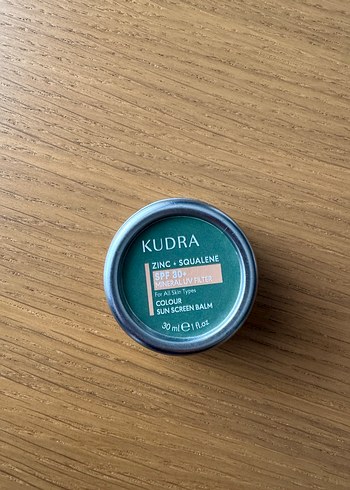 KUDRA
ZINC + SQUALENE
SPF 30+
MINERAL UV FILTER
For All Skin Types
COLOUR
SUN SCREEN BALM
30 ml ℮ 1 fl.oz